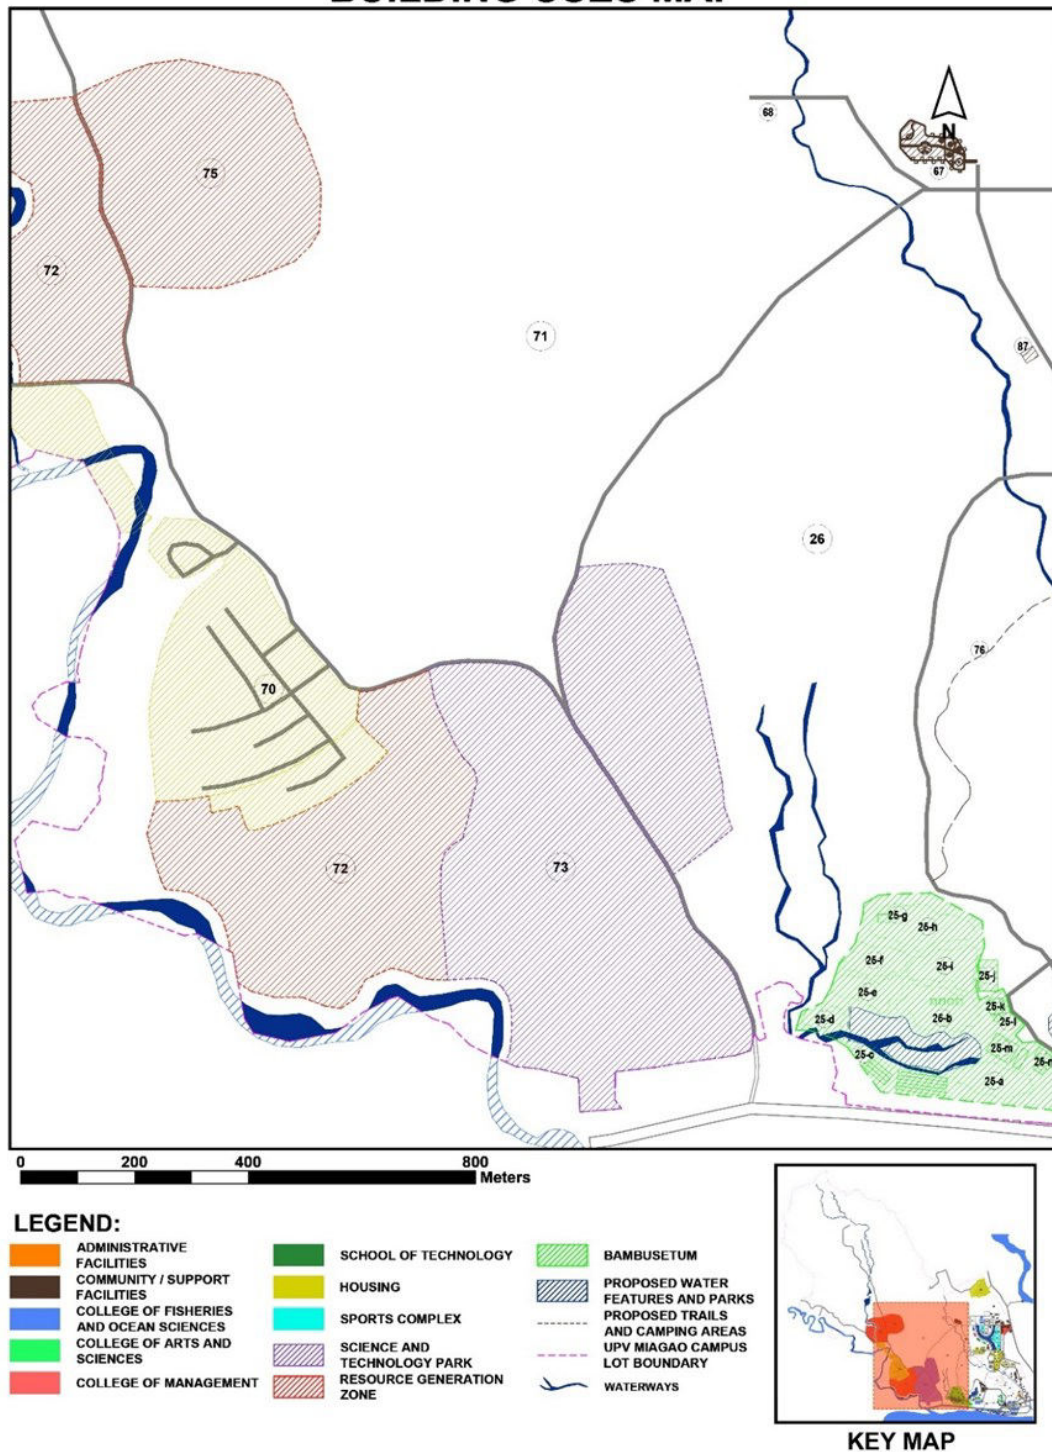 BUILDING USES MAP
68
N
67
75
72
71
87
26
76
70
72
73
25-g
25-h
25-f
25-i
25-j
25-e
25-k
25-d
25-b
25-l
25-c
25-m
25-a
0 200 400 800
Meters
LEGEND:
ADMINISTRATIVE
FACILITIES
COMMUNITY / SUPPORT
FACILITIES
COLLEGE OF FISHERIES
AND OCEAN SCIENCES
COLLEGE OF ARTS AND
SCIENCES
COLLEGE OF MANAGEMENT
SCHOOL OF TECHNOLOGY
HOUSING
SPORTS COMPLEX
SCIENCE AND
TECHNOLOGY PARK
RESOURCE GENERATION
ZONE
BAMBUSETUM
PROPOSED WATER
FEATURES AND PARKS
PROPOSED TRAILS
AND CAMPING AREAS
UPV MIAGAO CAMPUS
LOT BOUNDARY
WATERWAYS
KEY MAP